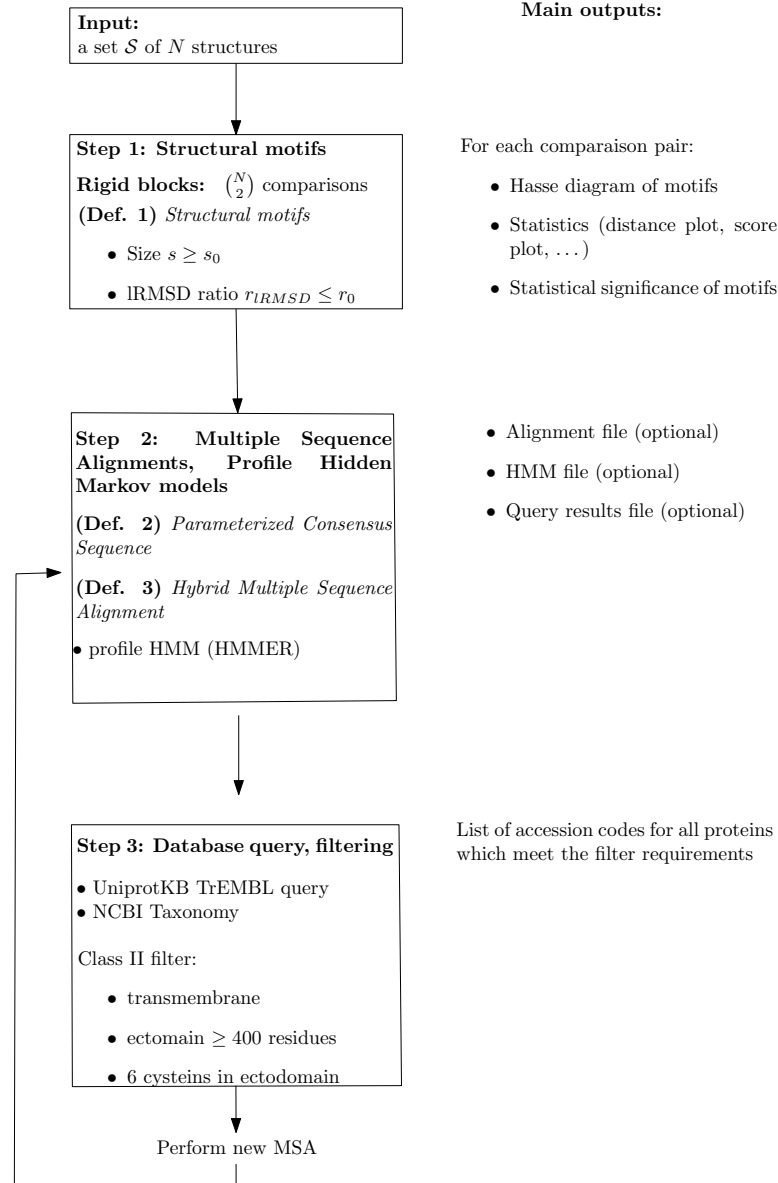 Main outputs:
Input:
a set S of N structures
Step 1: Structural motifs
Rigid blocks: (N 2) comparisons
(Def. 1) Structural motifs
• Size s ≥ s₀
• lRMSD ratio r_lRMSD ≤ r₀
For each comparaison pair:
• Hasse diagram of motifs
• Statistics (distance plot, score
plot, ...)
• Statistical significance of motifs
Step 2: Multiple Sequence
Alignments, Profile Hidden
Markov models
(Def. 2) Parameterized Consensus
Sequence
(Def. 3) Hybrid Multiple Sequence
Alignment
• profile HMM (HMMER)
• Alignment file (optional)
• HMM file (optional)
• Query results file (optional)
Step 3: Database query, filtering
• UniprotKB TrEMBL query
• NCBI Taxonomy
Class II filter:
• transmembrane
• ectomain ≥ 400 residues
• 6 cysteins in ectodomain
List of accession codes for all proteins
which meet the filter requirements
Perform new MSA